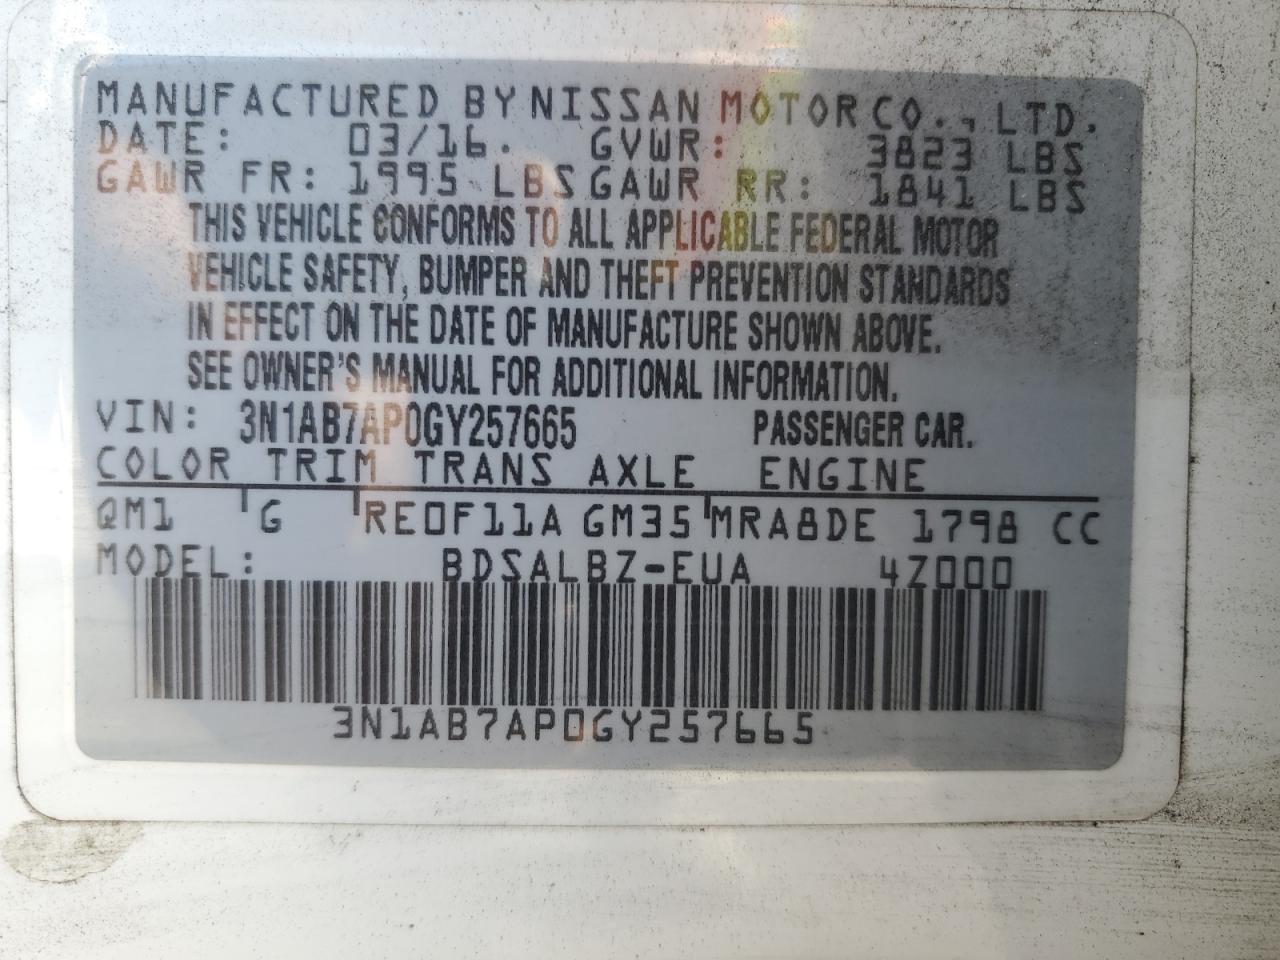 MANUFACTURED BY NISSAN MOTOR CO., LTD.
DATE: 03/16. GVWR: 3823 LBS
GAWR FR: 1995 LBS GAWR RR: 1841 LBS
THIS VEHICLE CONFORMS TO ALL APPLICABLE FEDERAL MOTOR
VEHICLE SAFETY, BUMPER AND THEFT PREVENTION STANDARDS
IN EFFECT ON THE DATE OF MANUFACTURE SHOWN ABOVE.
SEE OWNER'S MANUAL FOR ADDITIONAL INFORMATION.
VIN: 3N1AB7AP0GY257665 PASSENGER CAR.
COLOR TRIM TRANS AXLE ENGINE
QM1 G RE0F11A GM35 MRA8DE 1798 CC
MODEL: BDSALBZ-EUA 4Z000
3N1AB7AP0GY257665